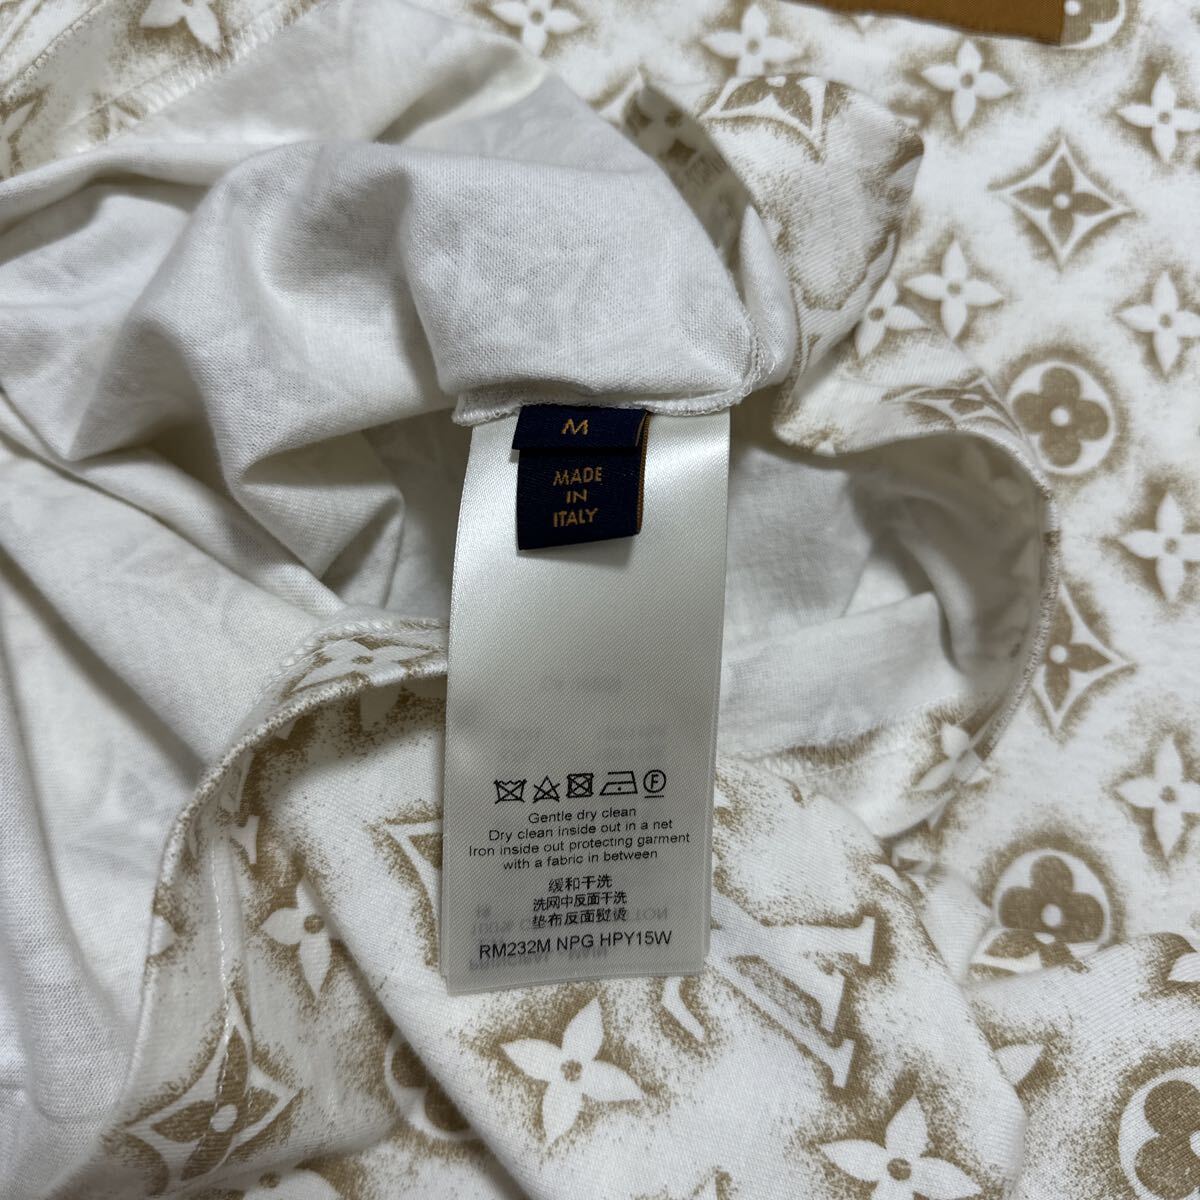 M
MADE
IN
ITALY
F
Gentle dry clean
Dry clean inside out in a net
Iron inside out protecting garment
with a fabric in between
缓和干洗
洗网中反面干洗
垫布反面熨烫
RM232M NPG HPY15W